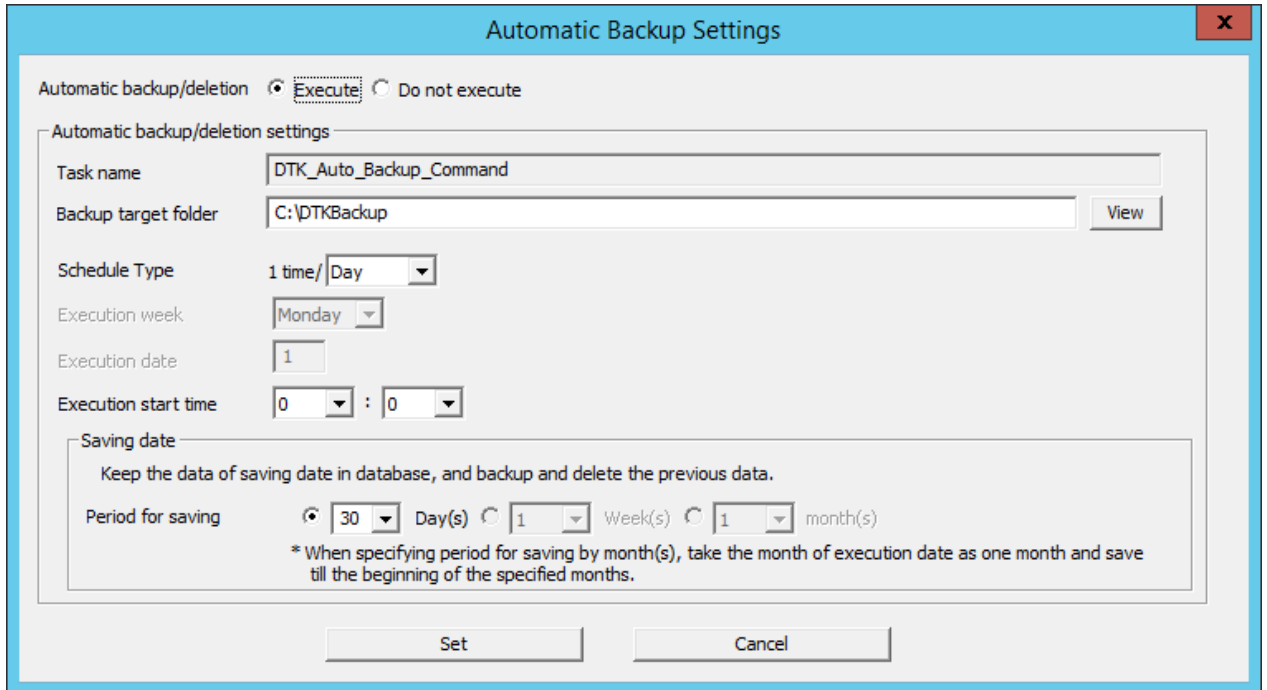 Automatic Backup Settings
x
Automatic backup/deletion Execute Do not execute
Automatic backup/deletion settings
Task name DTK_Auto_Backup_Command
Backup target folder C:\DTKBackup View
Schedule Type 1 time/ Day
Execution week Monday
Execution date 1
Execution start time 0 : 0
Saving date
Keep the data of saving date in database, and backup and delete the previous data.
Period for saving 30 Day(s) 1 Week(s) 1 month(s)
* When specifying period for saving by month(s), take the month of execution date as one month and save
till the beginning of the specified months.
Set Cancel